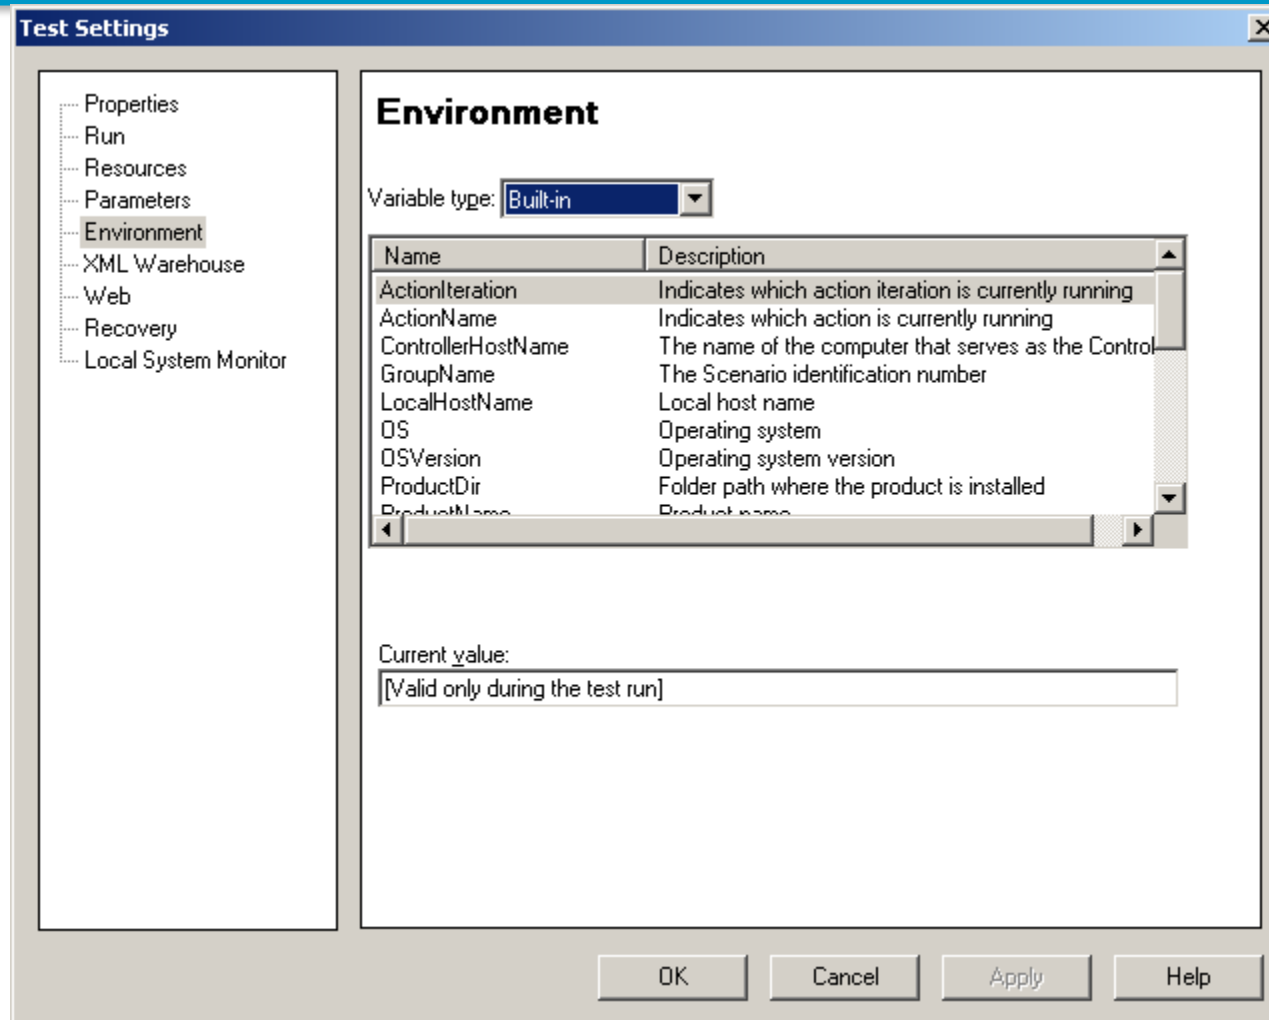 Test Settings
Properties
Run
Resources
Parameters
Environment
XML Warehouse
Web
Recovery
Local System Monitor
Environment
Variable type: Built-in
Name Description
ActionIteration Indicates which action iteration is currently running
ActionName Indicates which action is currently running
ControllerHostName The name of the computer that serves as the Control
GroupName The Scenario identification number
LocalHostName Local host name
OS Operating system
OSVersion Operating system version
ProductDir Folder path where the product is installed
ProductName Product name
Current value:
[Valid only during the test run]
OK Cancel Apply Help